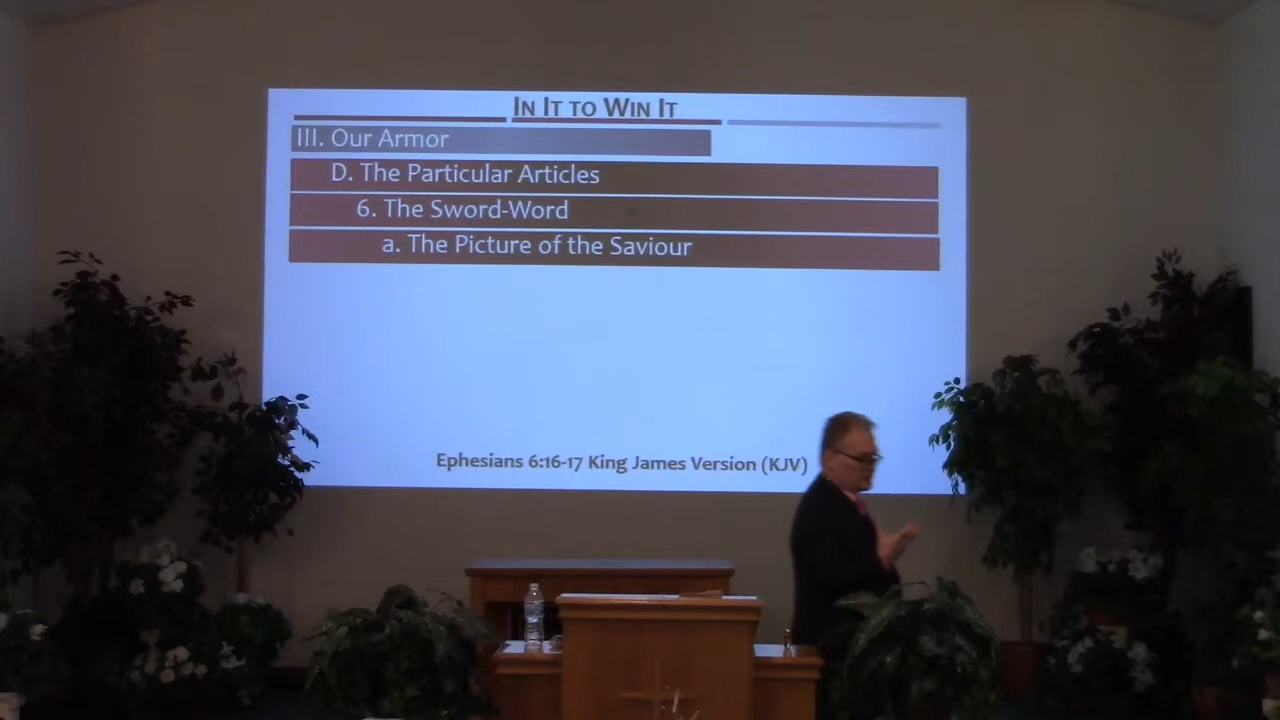 In It to Win It
III. Our Armor
D. The Particular Articles
6. The Sword-Word
a. The Picture of the Saviour
Ephesians 6:16-17 King James Version (KJV)